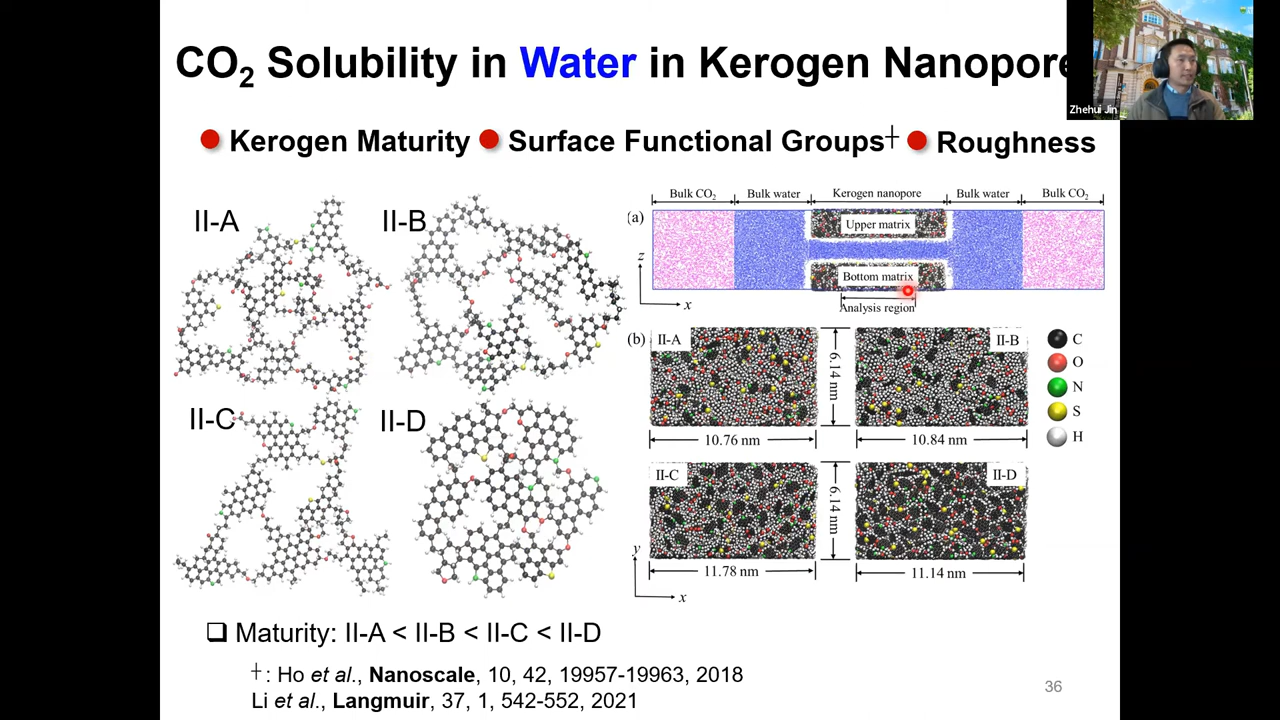 CO₂ Solubility in Water in Kerogen Nanopore
Zhehui Jin
● Kerogen Maturity ● Surface Functional Groups┼ ● Roughness
II-A
II-B
II-C
II-D
Bulk CO₂ Bulk water Kerogen nanopore Bulk water Bulk CO₂
(a)
Upper matrix
Bottom matrix
z
x
Analysis region
(b)
II-A
II-B
6.14 nm
10.76 nm
10.84 nm
II-C
II-D
6.14 nm
11.78 nm
11.14 nm
y
x
C
O
N
S
H
❑ Maturity: II-A < II-B < II-C < II-D
┼ : Ho et al., Nanoscale, 10, 42, 19957-19963, 2018
Li et al., Langmuir, 37, 1, 542-552, 2021
36